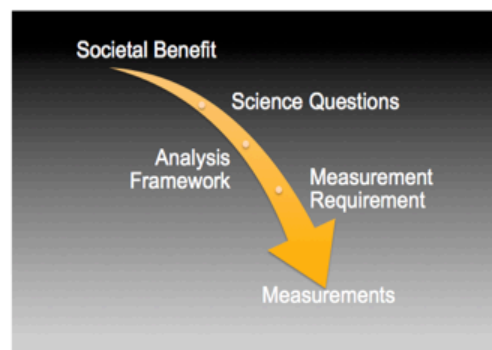 Societal Benefit
Science Questions
Analysis
Framework
Measurement
Requirement
Measurements